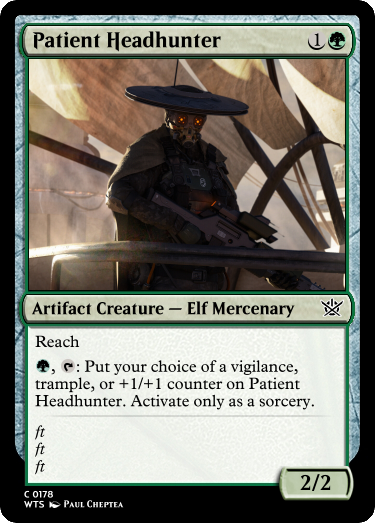 Patient Headhunter 1
Artifact Creature — Elf Mercenary
Reach
, : Put your choice of a vigilance,
trample, or +1/+1 counter on Patient
Headhunter. Activate only as a sorcery.
ft
ft
ft
2/2
C 0178
WTS Paul Cheptea